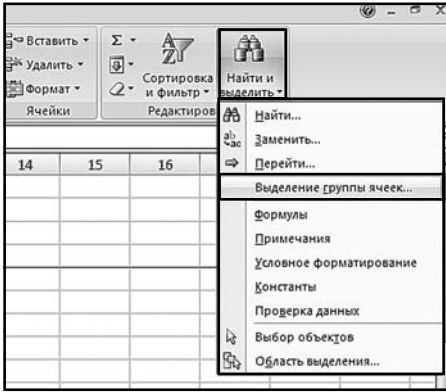 Вставить
Удалить
Формат
Ячейки
Σ
Сортировка
и фильтр
Редактиров
Найти и
выделить
Найти...
Заменить...
Перейти...
Выделение группы ячеек...
Формулы
Примечания
Условное форматирование
Константы
Проверка данных
Выбор объектов
Область выделения...
14 15 16